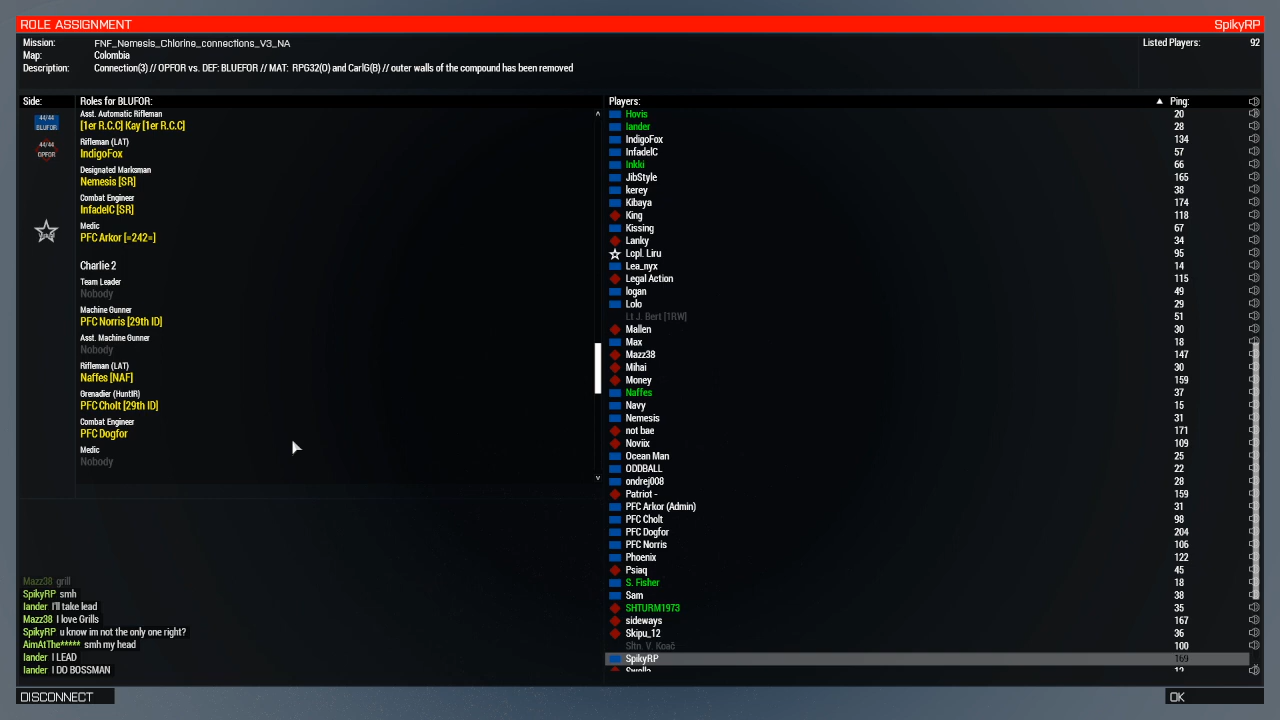 ROLE ASSIGNMENT
SpikyRP
Mission: FNF_Nemesis_Chlorine_connections_V3_NA
Listed Players: 92
Map: Colombia
Description: Connection(3) // OPFOR vs. DEF: BLUEFOR // MAT: RPG32(O) and CarlG(B) // outer walls of the compound has been removed
Side:
44/44
BLUFOR
44/44
OPFOR
Roles for BLUFOR:
Asst. Automatic Rifleman
[1er R.C.C] Kay [1er R.C.C]
Rifleman (LAT)
IndigoFox
Designated Marksman
Nemesis [SR]
Combat Engineer
InfadelC [SR]
Medic
PFC Arkor [=242=]
Charlie 2
Team Leader
Nobody
Machine Gunner
PFC Norris [29th ID]
Asst. Machine Gunner
Nobody
Rifleman (LAT)
Naffes [NAF]
Grenadier (HuntIR)
PFC Cholt [29th ID]
Combat Engineer
PFC Dogfor
Medic
Nobody
Players: Ping:
Hovis 20
Iander 28
IndigoFox 134
InfadelC 57
Inkki 66
JibStyle 165
kerey 38
Kibaya 174
King 118
Kissing 67
Lanky 34
Lopl. Liru 95
Lea_nyx 14
Legal Action 115
logan 49
Lolo 29
Lt J. Bert [1RW] 51
Mallen 30
Max 18
Mazz38 147
Mihai 30
Money 159
Naffes 37
Navy 15
Nemesis 31
not bae 171
Noviix 109
Ocean Man 25
ODDBALL 22
ondrej008 28
Patriot - 159
PFC Arkor (Admin) 31
PFC Cholt 98
PFC Dogfor 204
PFC Norris 106
Phoenix 122
Psiaq 45
S. Fisher 18
Sam 38
SHTURM1973 35
sideways 167
Skipu_12 36
Sltn. V. Koač 100
SpikyRP 169
Mazz38 grill
SpikyRP smh
Iander I'll take lead
Mazz38 I love Grills
SpikyRP u know im not the only one right?
AimAtThe***** smh my head
Iander I LEAD
Iander I DO BOSSMAN
DISCONNECT
OK